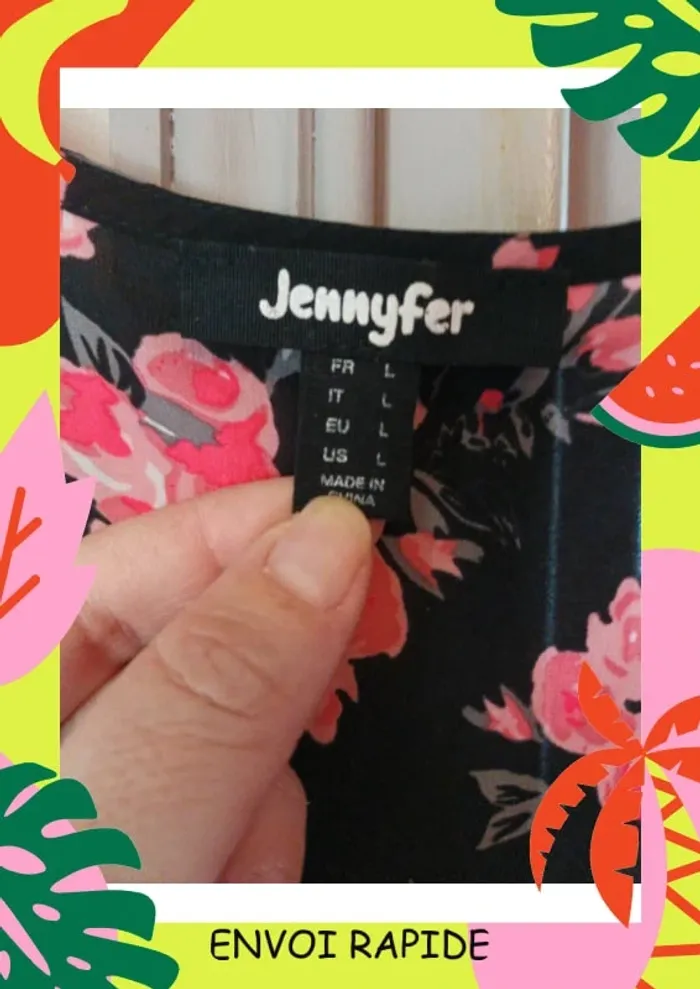 Jennyfer
FR L
IT L
EU L
US L
MADE IN
CHINA
ENVOI RAPIDE